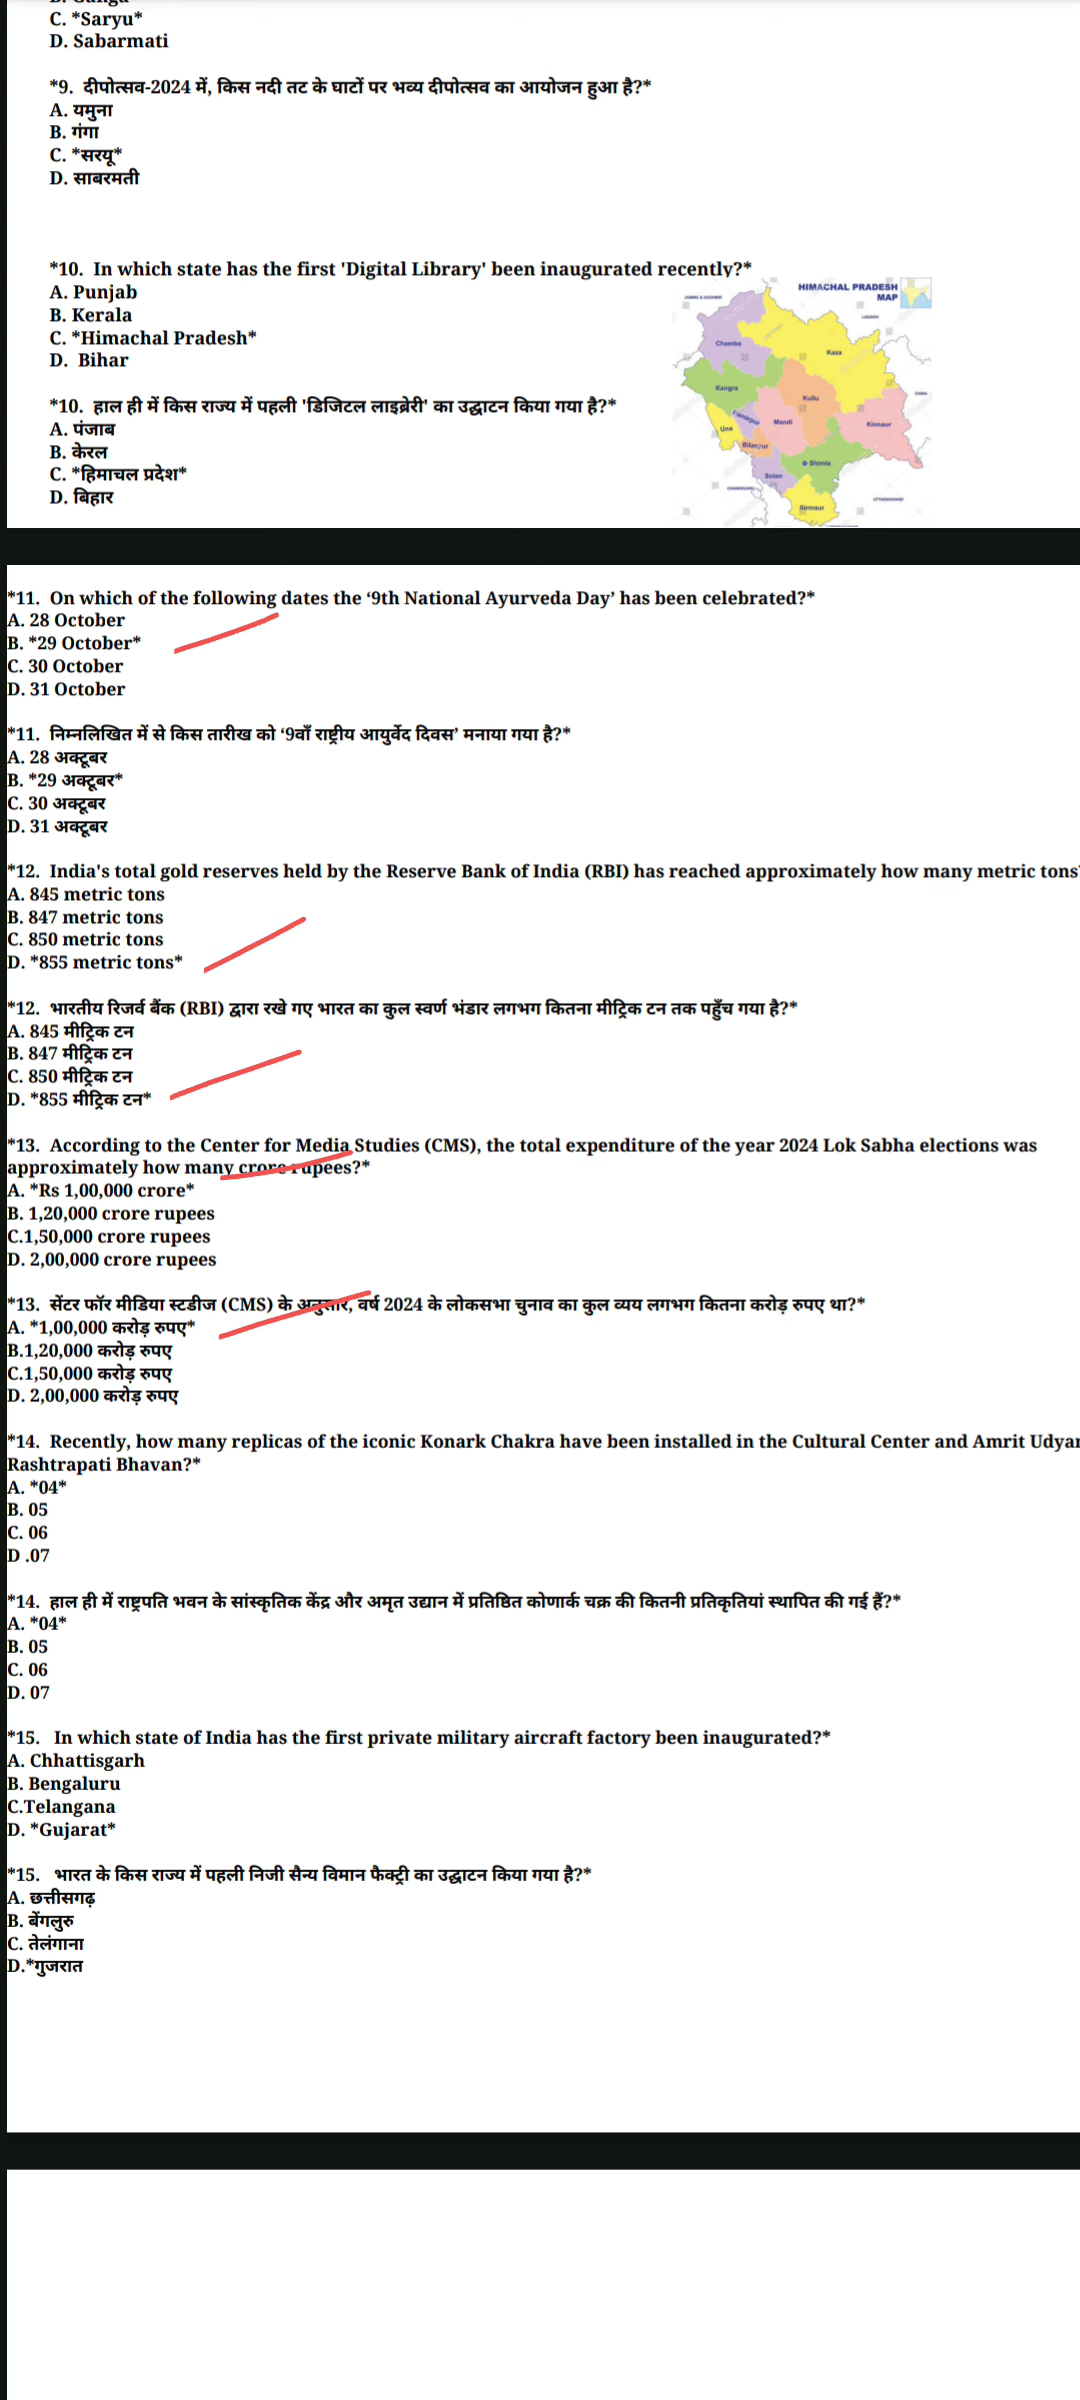 C. *Saryu*
D. Sabarmati
*9. दीपोत्सव-2024 में, किस नदी तट के घाटों पर भव्य दीपोत्सव का आयोजन हुआ है?*
A. यमुना
B. गंगा
C. *सरयू*
D. साबरमती
*10. In which state has the first 'Digital Library' been inaugurated recently?*
A. Punjab
B. Kerala
C. *Himachal Pradesh*
D. Bihar
*10. हाल ही में किस राज्य में पहली 'डिजिटल लाइब्रेरी' का उद्घाटन किया गया है?*
A. पंजाब
B. केरल
C. *हिमाचल प्रदेश*
D. बिहार
HIMACHAL PRADESH
MAP
JAMMU & KASHMIR
LADAKH
Chamba
Kaza
Kangra
CHINA
Kullu
Hamirpur
Mandi
Kinnaur
Una
Bilaspur
Shimla
Solan
CHANDIGARH
UTTARAKHAND
Sirmaur
*11. On which of the following dates the ‘9th National Ayurveda Day’ has been celebrated?*
A. 28 October
B. *29 October*
C. 30 October
D. 31 October
*11. निम्नलिखित में से किस तारीख को ‘9वाँ राष्ट्रीय आयुर्वेद दिवस’ मनाया गया है?*
A. 28 अक्टूबर
B. *29 अक्टूबर*
C. 30 अक्टूबर
D. 31 अक्टूबर
*12. India's total gold reserves held by the Reserve Bank of India (RBI) has reached approximately how many metric tons
A. 845 metric tons
B. 847 metric tons
C. 850 metric tons
D. *855 metric tons*
*12. भारतीय रिजर्व बैंक (RBI) द्वारा रखे गए भारत का कुल स्वर्ण भंडार लगभग कितना मीट्रिक टन तक पहुँच गया है?*
A. 845 मीट्रिक टन
B. 847 मीट्रिक टन
C. 850 मीट्रिक टन
D. *855 मीट्रिक टन*
*13. According to the Center for Media Studies (CMS), the total expenditure of the year 2024 Lok Sabha elections was
approximately how many crore rupees?*
A. *Rs 1,00,000 crore*
B. 1,20,000 crore rupees
C.1,50,000 crore rupees
D. 2,00,000 crore rupees
*13. सेंटर फॉर मीडिया स्टडीज (CMS) के अनुसार, वर्ष 2024 के लोकसभा चुनाव का कुल व्यय लगभग कितना करोड़ रुपए था?*
A. *1,00,000 करोड़ रुपए*
B.1,20,000 करोड़ रुपए
C.1,50,000 करोड़ रुपए
D. 2,00,000 करोड़ रुपए
*14. Recently, how many replicas of the iconic Konark Chakra have been installed in the Cultural Center and Amrit Udyan
Rashtrapati Bhavan?*
A. *04*
B. 05
C. 06
D .07
*14. हाल ही में राष्ट्रपति भवन के सांस्कृतिक केंद्र और अमृत उद्यान में प्रतिष्ठित कोणार्क चक्र की कितनी प्रतिकृतियां स्थापित की गई हैं?*
A. *04*
B. 05
C. 06
D. 07
*15. In which state of India has the first private military aircraft factory been inaugurated?*
A. Chhattisgarh
B. Bengaluru
C.Telangana
D. *Gujarat*
*15. भारत के किस राज्य में पहली निजी सैन्य विमान फैक्ट्री का उद्घाटन किया गया है?*
A. छत्तीसगढ़
B. बेंगलुरु
C. तेलंगाना
D.*गुजरात